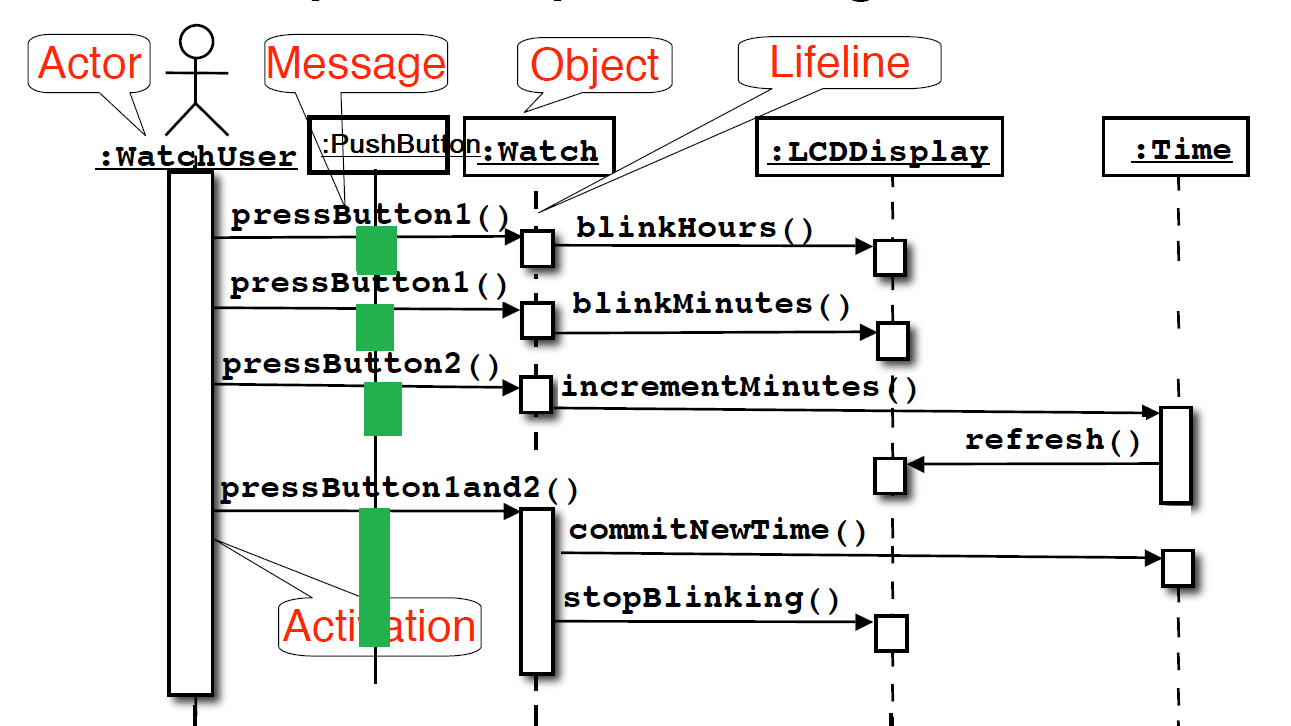 Actor
Message
Object
Lifeline
:WatchUser
:PushButton
:Watch
:LCDDisplay
:Time
pressButton1()
blinkHours()
pressButton1()
blinkMinutes()
pressButton2()
incrementMinutes()
refresh()
pressButton1and2()
commitNewTime()
stopBlinking()
Activation